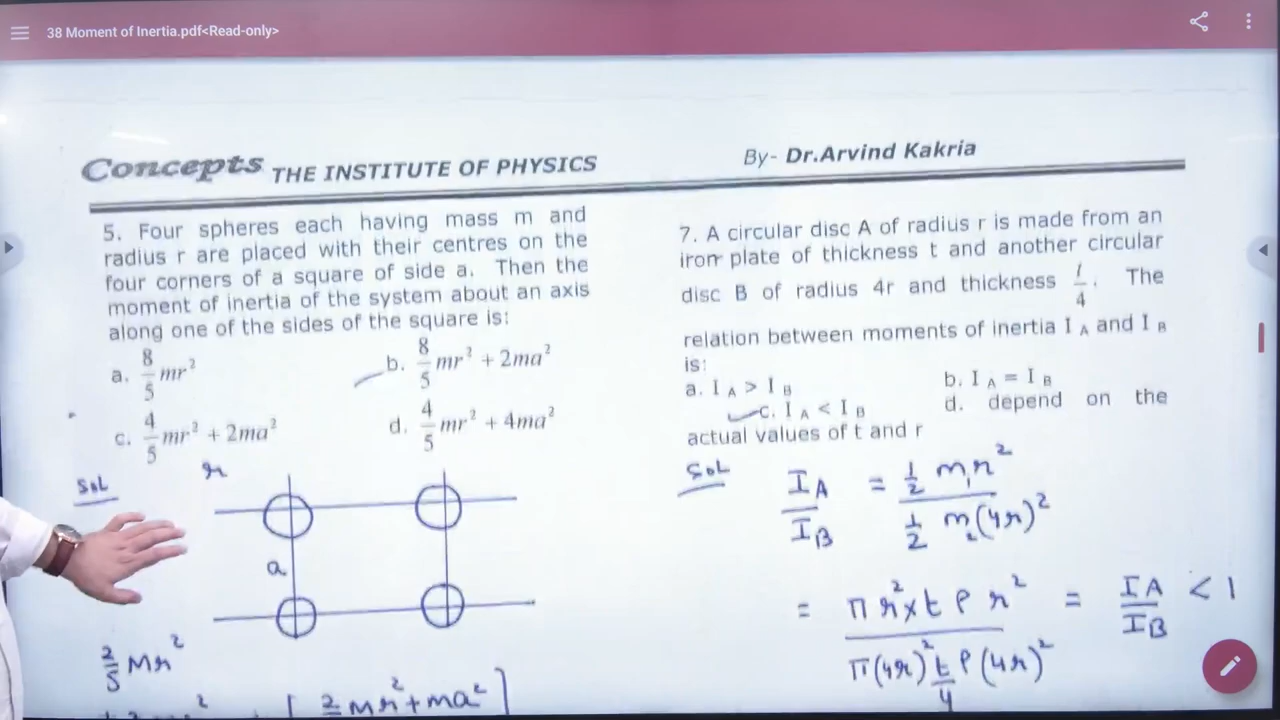 38 Moment of Inertia.pdf<Read-only>
Concepts THE INSTITUTE OF PHYSICS
By- Dr.Arvind Kakria
5. Four spheres each having mass m and
radius r are placed with their centres on the
four corners of a square of side a. Then the
moment of inertia of the system about an axis
along one of the sides of the square is:
a. 8/5 mr²
b. 8/5 mr² + 2ma²
c. 4/5 mr² + 2ma²
d. 4/5 mr² + 4ma²
Sol
r
a
2/5 Mr²
[ 2/5 Mr² + ma² ]
7. A circular disc A of radius r is made from an
iron plate of thickness t and another circular
disc B of radius 4r and thickness t/4. The
relation between moments of inertia I A and I B
is:
a. I A > I B
b. I A = I B
c. I A < I B
d. depend on the
actual values of t and r
Sol
I A / I B = ½ m₁r² / ½ m₂(4r)²
= π r² x t ρ r² / π(4r)² t/4 ρ (4r)² = I A / I B < 1